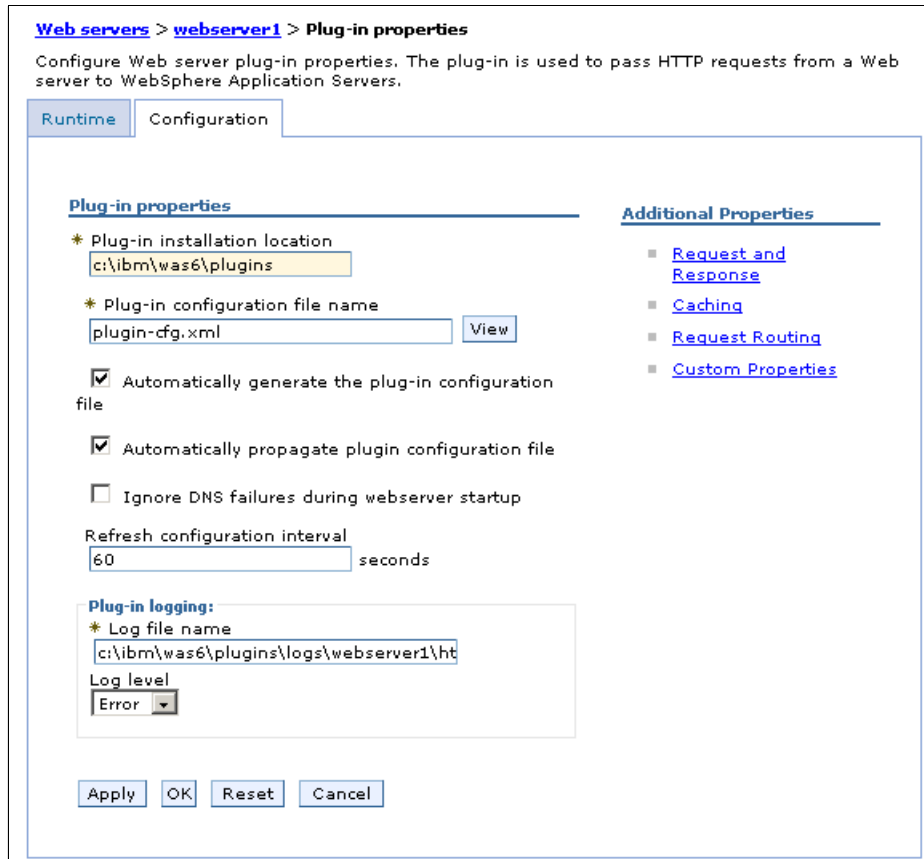 Web servers > webserver1 > Plug-in properties
Configure Web server plug-in properties. The plug-in is used to pass HTTP requests from a Web
server to WebSphere Application Servers.
Runtime
Configuration
Plug-in properties
* Plug-in installation location
c:\ibm\was6\plugins
* Plug-in configuration file name
plugin-cfg.xml
View
Automatically generate the plug-in configuration
file
Automatically propagate plugin configuration file
Ignore DNS failures during webserver startup
Refresh configuration interval
60
seconds
Plug-in logging:
* Log file name
c:\ibm\was6\plugins\logs\webserver1\ht
Log level
Error
Apply
OK
Reset
Cancel
Additional Properties
Request and
Response
Caching
Request Routing
Custom Properties